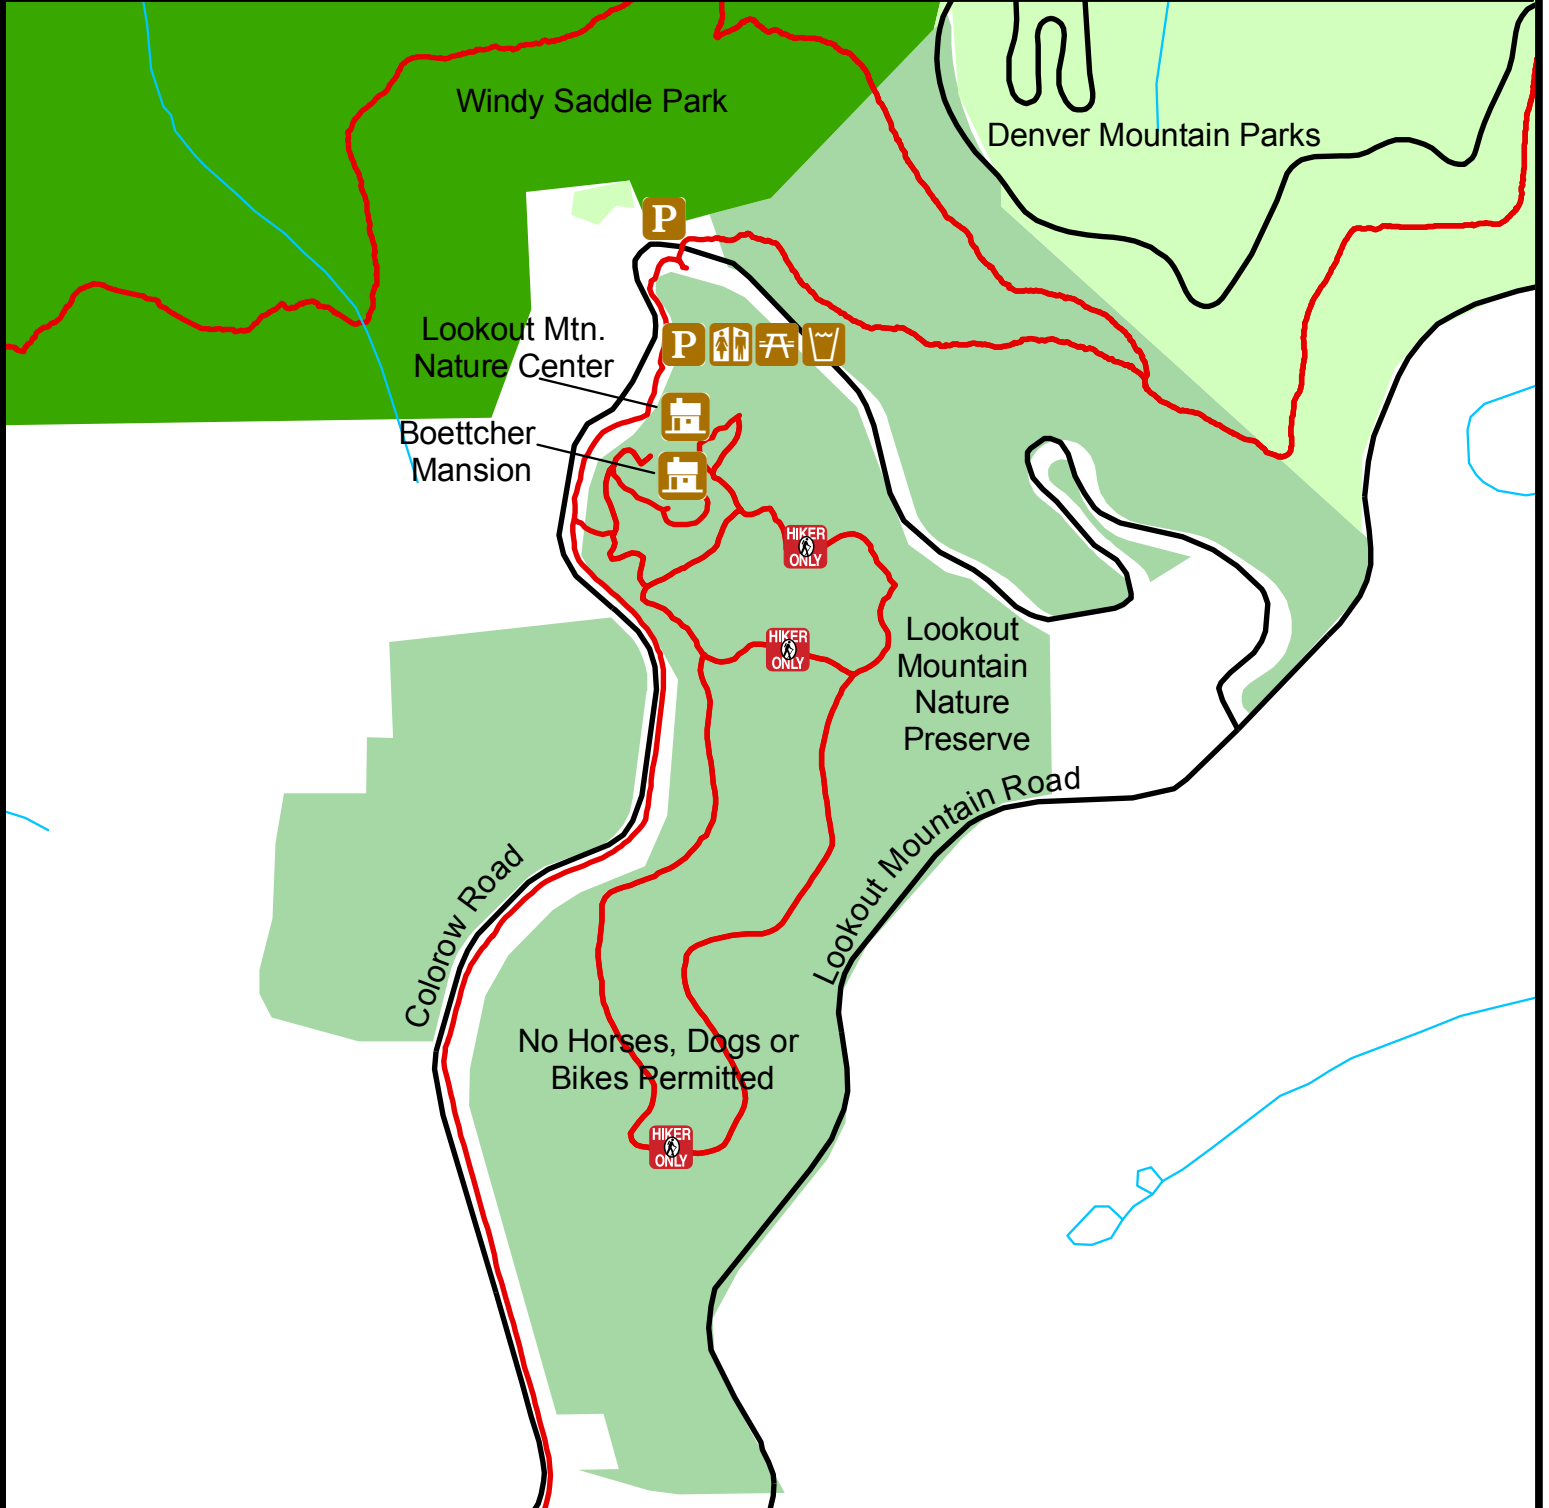 Windy Saddle Park
Denver Mountain Parks
P
Lookout Mtn.
Nature Center
P
Boettcher
Mansion
HIKER
ONLY
HIKER
ONLY
Lookout
Mountain
Nature
Preserve
Lookout Mountain Road
Colorow Road
No Horses, Dogs or
Bikes Permitted
HIKER
ONLY